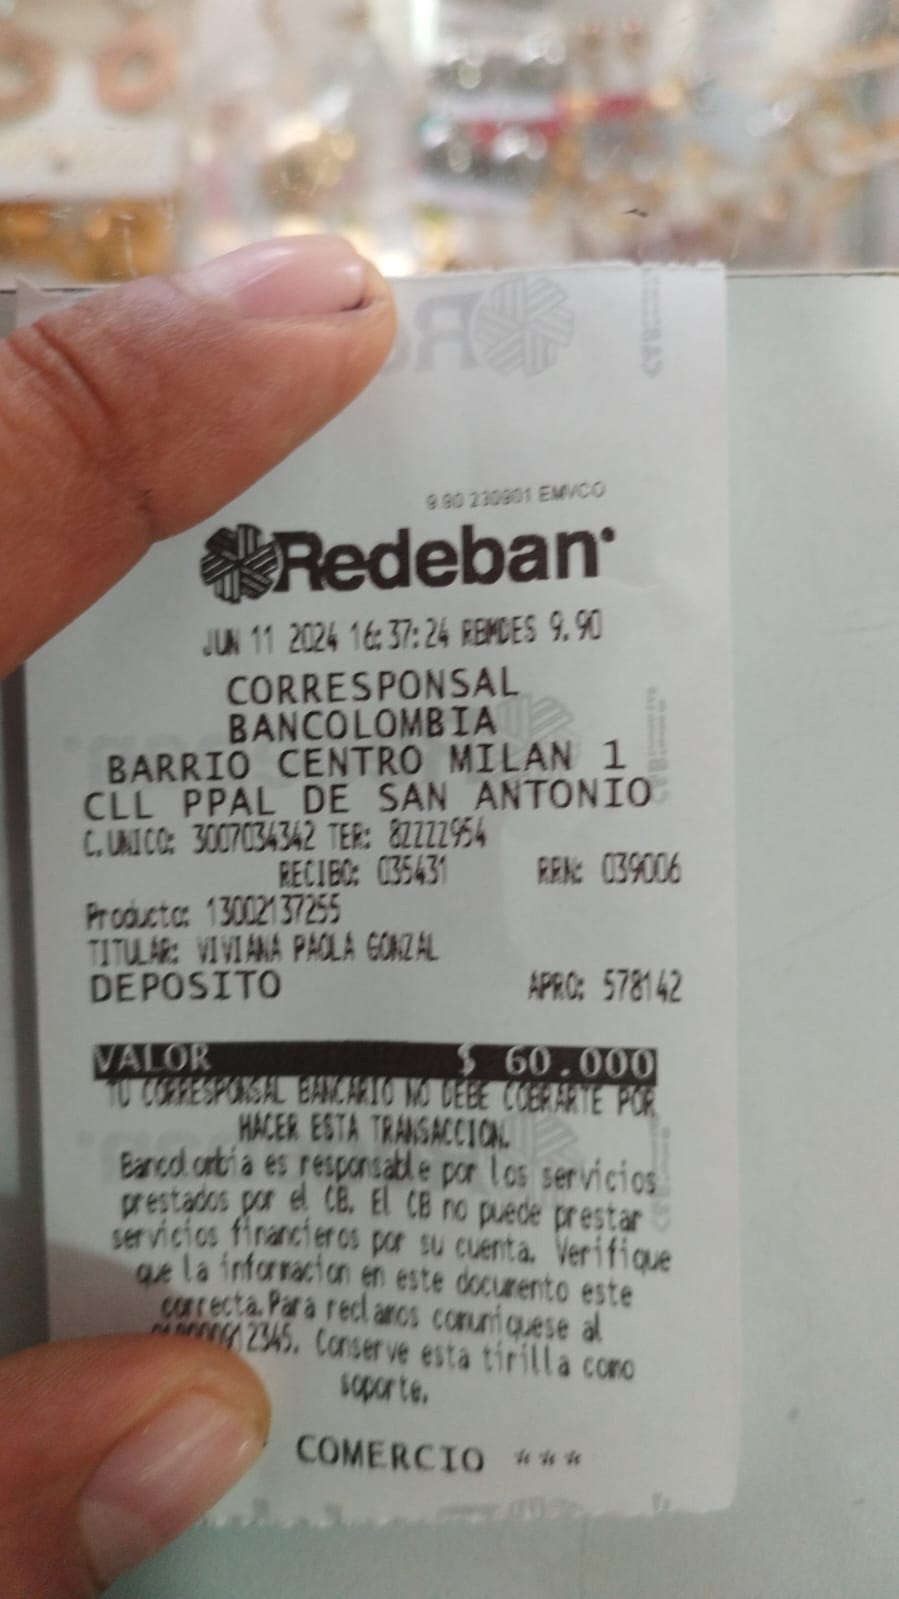 9.90 230901 EMVCO
Redeban
JUN 11 2024 16:37:24 RBMDES 9.90
CORRESPONSAL
BANCOLOMBIA
BARRIO CENTRO MILAN 1
CLL PPAL DE SAN ANTONIO
C.UNICO: 3007034342 TER: 82222954
RECIBO: 035431 RRN: 039006
Producto: 13002137255
TITULAR: VIVIANA PAOLA GONZAL
DEPOSITO APRO: 578142
VALOR $ 60.000
TU CORRESPONSAL BANCARIO NO DEBE COBRARTE POR
HACER ESTA TRANSACCION.
Bancolombia es responsable por los servicios
prestados por el CB. El CB no puede prestar
servicios financieros por su cuenta. Verifique
que la informacion en este documento este
correcta.Para reclamos comuniquese al
12345. Conserve esta tirilla como
soporte.
COMERCIO ***